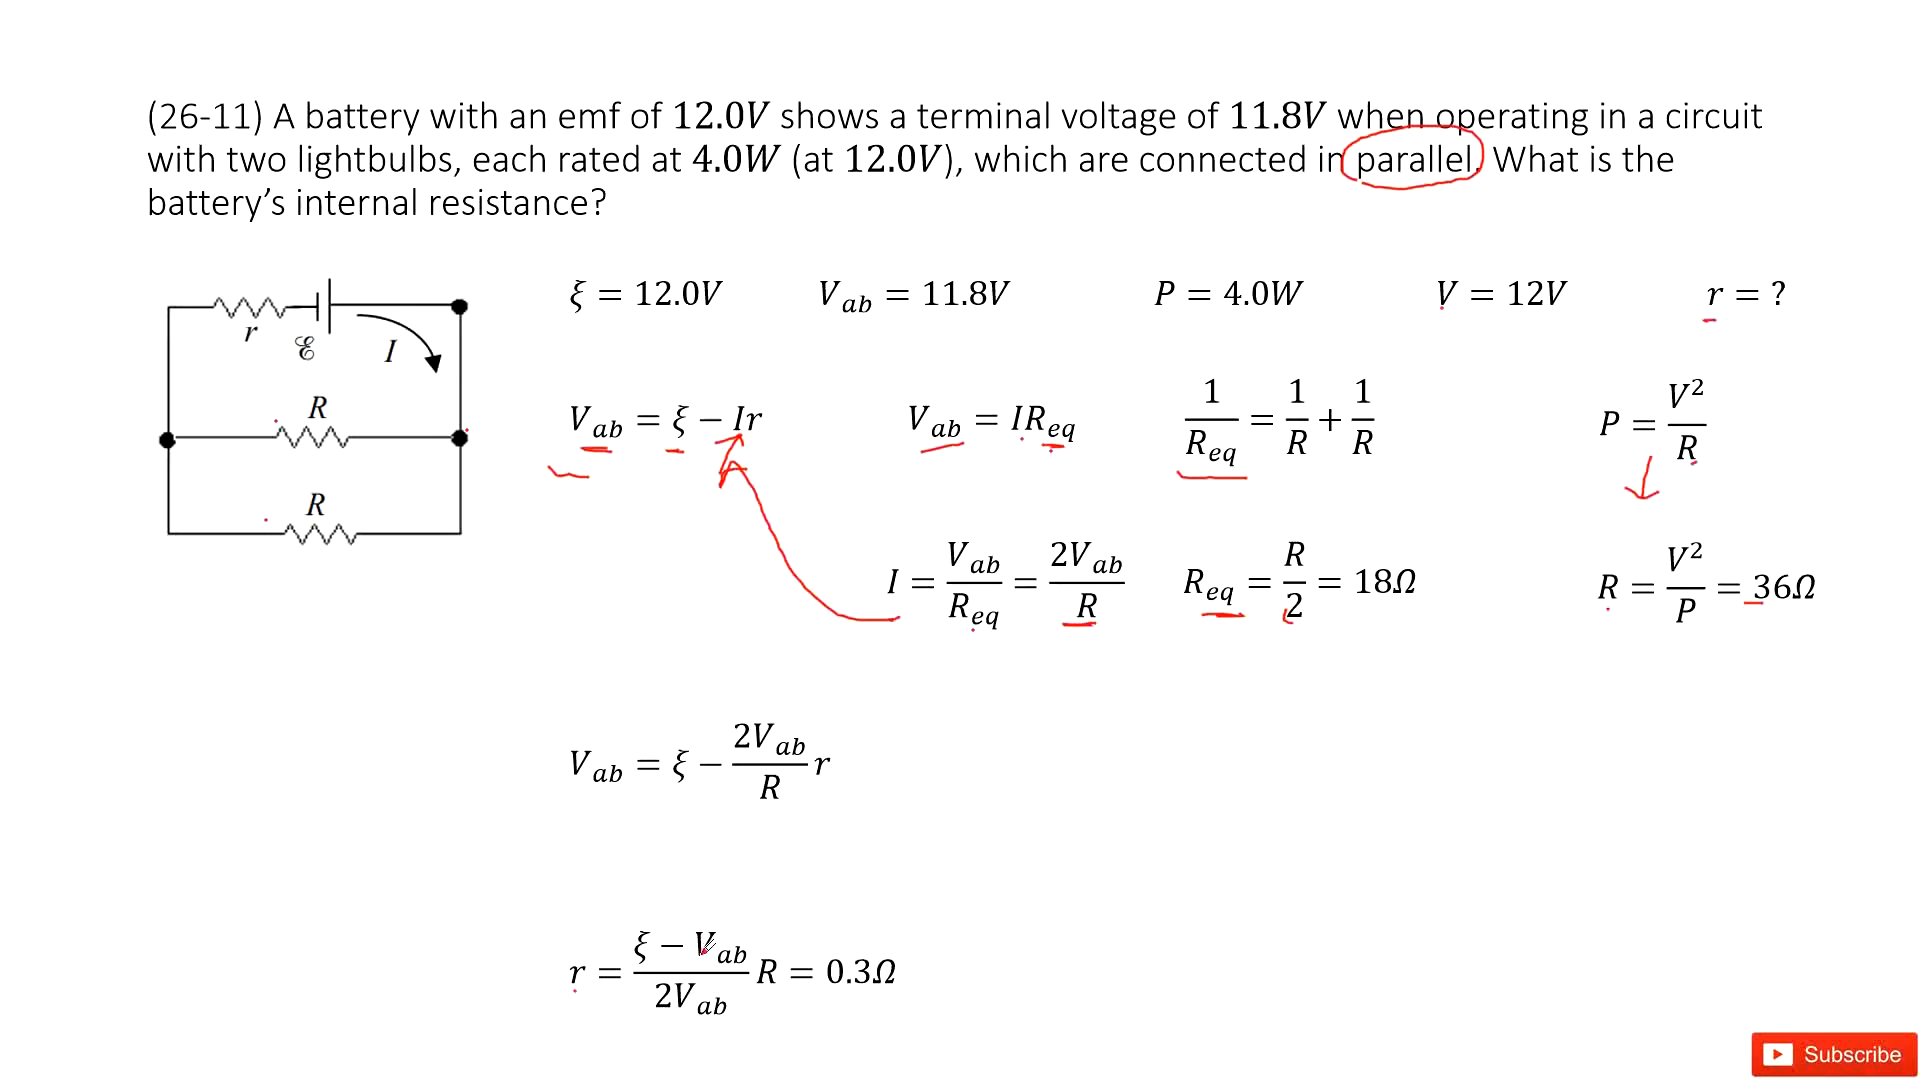 (26-11) A battery with an emf of 12.0V shows a terminal voltage of 11.8V when operating in a circuit
with two lightbulbs, each rated at 4.0W (at 12.0V), which are connected in parallel. What is the
battery’s internal resistance?
ξ = 12.0V V_ab = 11.8V P = 4.0W V = 12V r = ?
r ℰ I
R
R
V_ab = ξ − Ir V_ab = IR_eq 1/R_eq = 1/R + 1/R P = V²/R
I = V_ab/R_eq = 2V_ab/R R_eq = R/2 = 18Ω R = V²/P = 36Ω
V_ab = ξ − 2V_ab/R r
r = ξ − V_ab/2V_ab R = 0.3Ω
Subscribe